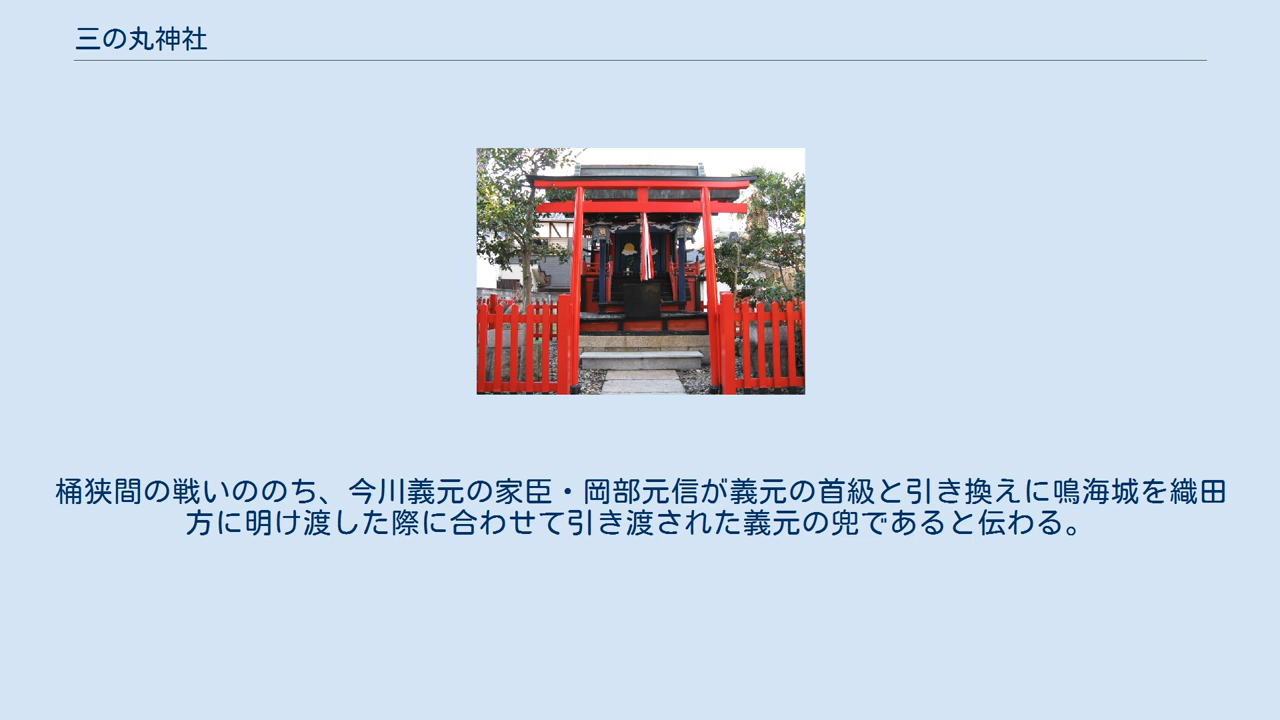 三の丸神社
桶狭間の戦いののち、今川義元の家臣・岡部元信が義元の首級と引き換えに鳴海城を織田
方に明け渡した際に合わせて引き渡された義元の兜であると伝わる。